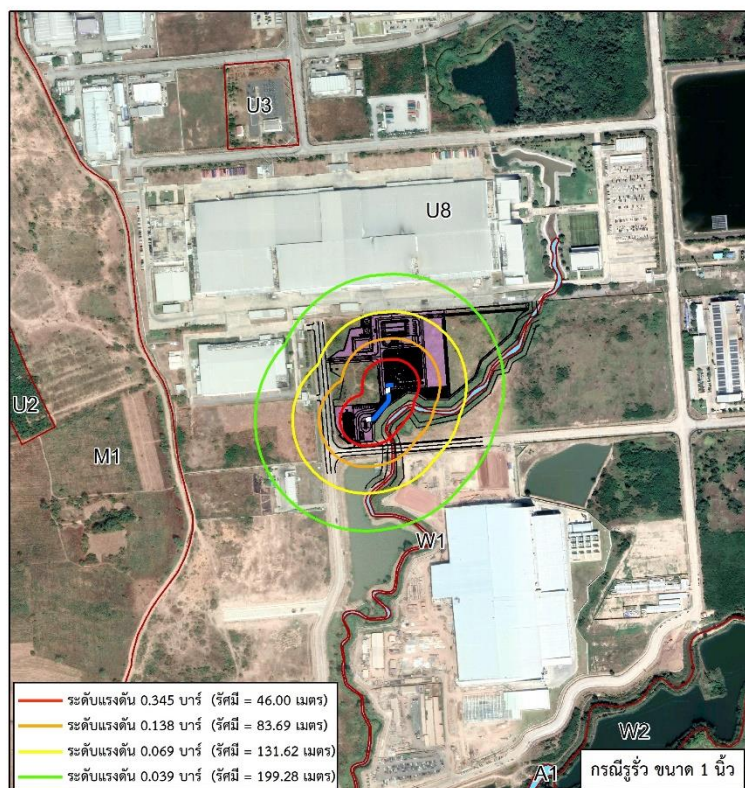 U3
U8
U2
M1
W1
W2
A1
ระดับแรงดัน 0.345 บาร์ (รัศมี = 46.00 เมตร)
ระดับแรงดัน 0.138 บาร์ (รัศมี = 83.69 เมตร)
ระดับแรงดัน 0.069 บาร์ (รัศมี = 131.62 เมตร)
ระดับแรงดัน 0.039 บาร์ (รัศมี = 199.28 เมตร)
กรณีรูรั่ว ขนาด 1 นิ้ว